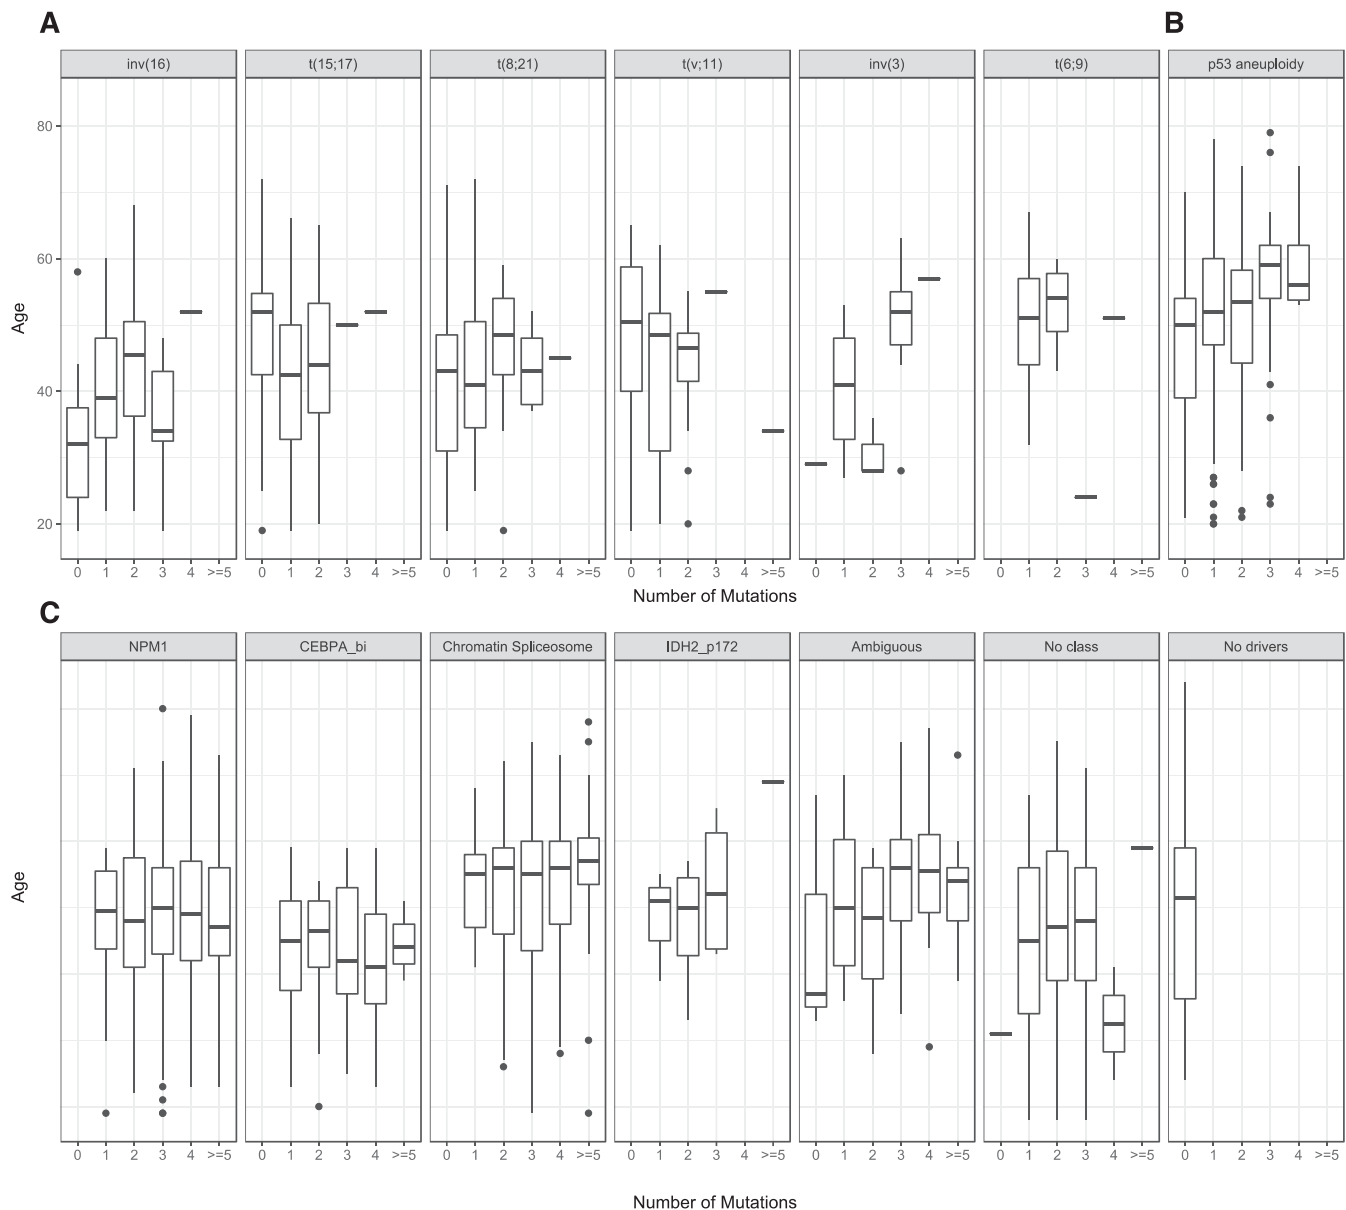 A B
inv(16) t(15;17) t(8;21) t(v;11) inv(3) t(6;9) p53 aneuploidy
80
60
Age
40
20
0 1 2 3 4 >=5 0 1 2 3 4 >=5 0 1 2 3 4 >=5 0 1 2 3 4 >=5 0 1 2 3 4 >=5 0 1 2 3 4 >=5 0 1 2 3 4 >=5
Number of Mutations
C
NPM1 CEBPA_bi Chromatin Spliceosome IDH2_p172 Ambiguous No class No drivers
Age
0 1 2 3 4 >=5 0 1 2 3 4 >=5 0 1 2 3 4 >=5 0 1 2 3 4 >=5 0 1 2 3 4 >=5 0 1 2 3 4 >=5 0 1 2 3 4 >=5
Number of Mutations